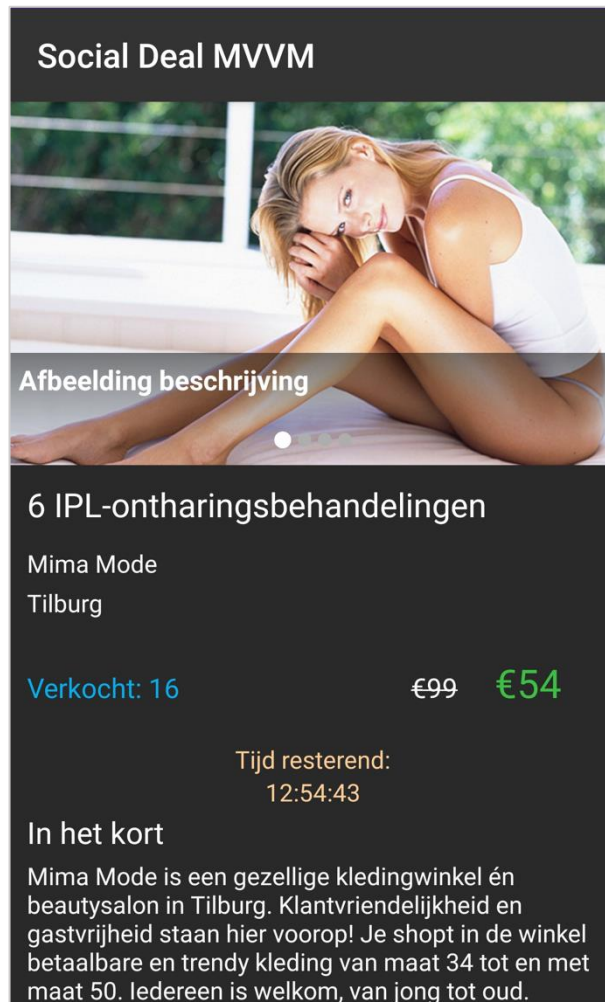 Social Deal MVVM
Afbeelding beschrijving
6 IPL-ontharingsbehandelingen
Mima Mode
Tilburg
Verkocht: 16 €99 €54
Tijd resterend:
12:54:43
In het kort
Mima Mode is een gezellige kledingwinkel én
beautysalon in Tilburg. Klantvriendelijkheid en
gastvrijheid staan hier voorop! Je shopt in de winkel
betaalbare en trendy kleding van maat 34 tot en met
maat 50. Iedereen is welkom, van jong tot oud.